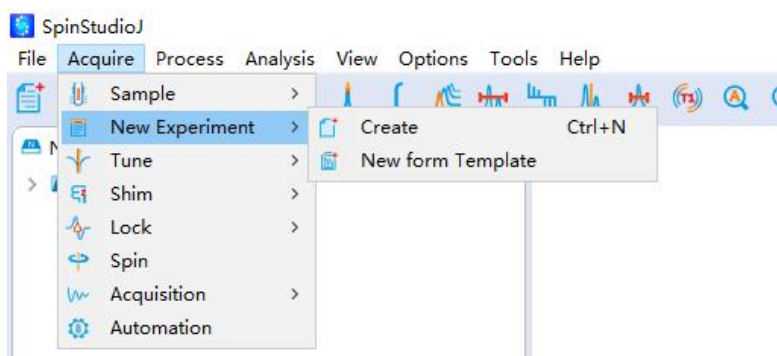 SpinStudioJ
File Acquire Process Analysis View Options Tools Help
Sample
New Experiment
Create Ctrl+N
Tune
New form Template
Shim
Lock
Spin
Acquisition
Automation